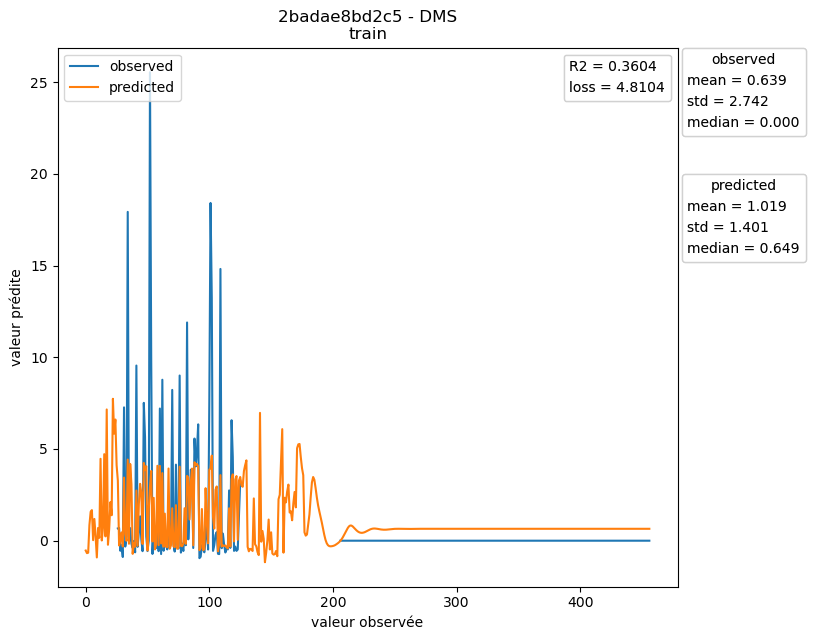 2badae8bd2c5 - DMS
train
observed
predicted
R2 = 0.3604
loss = 4.8104
observed
mean = 0.639
std = 2.742
median = 0.000
predicted
mean = 1.019
std = 1.401
median = 0.649
valeur prédite
25
20
15
10
5
0
0 100 200 300 400
valeur observée